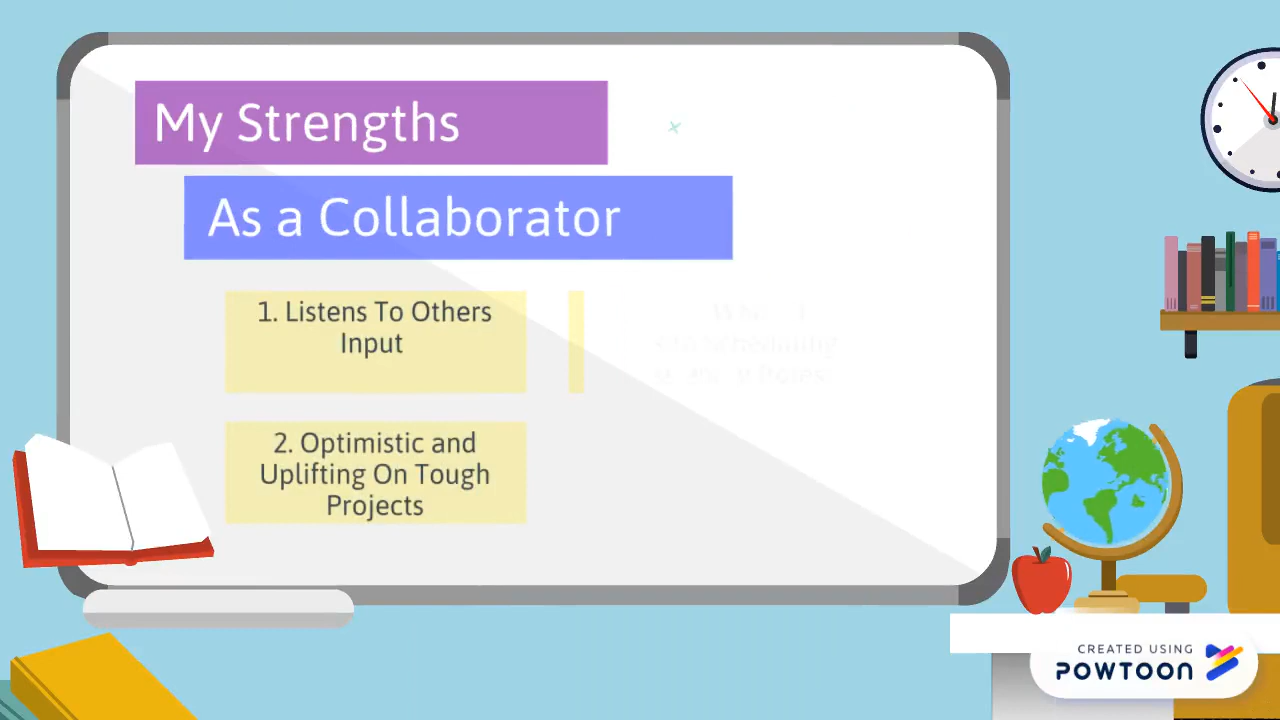 My Strengths
As a Collaborator
1. Listens To Others
Input
2. Optimistic and
Uplifting On Tough
Projects
CREATED USING
POWTOON